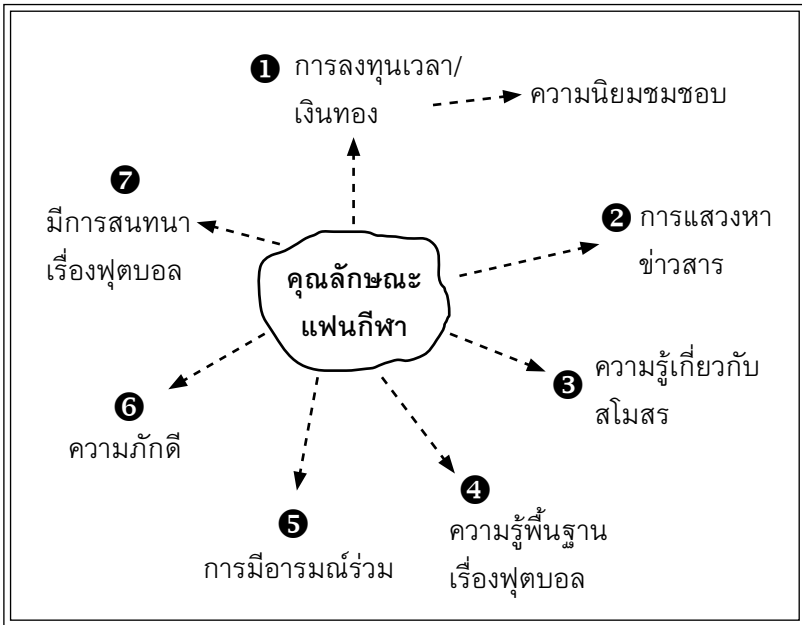 ❶ การลงทุนเวลา/
เงินทอง
ความนิยมชมชอบ
❷ การแสวงหา
ข่าวสาร
❸ ความรู้เกี่ยวกับ
สโมสร
❹
ความรู้พื้นฐาน
เรื่องฟุตบอล
❺
การมีอารมณ์ร่วม
❻
ความภักดี
❼
มีการสนทนา
เรื่องฟุตบอล
คุณลักษณะ
แฟนกีฬา